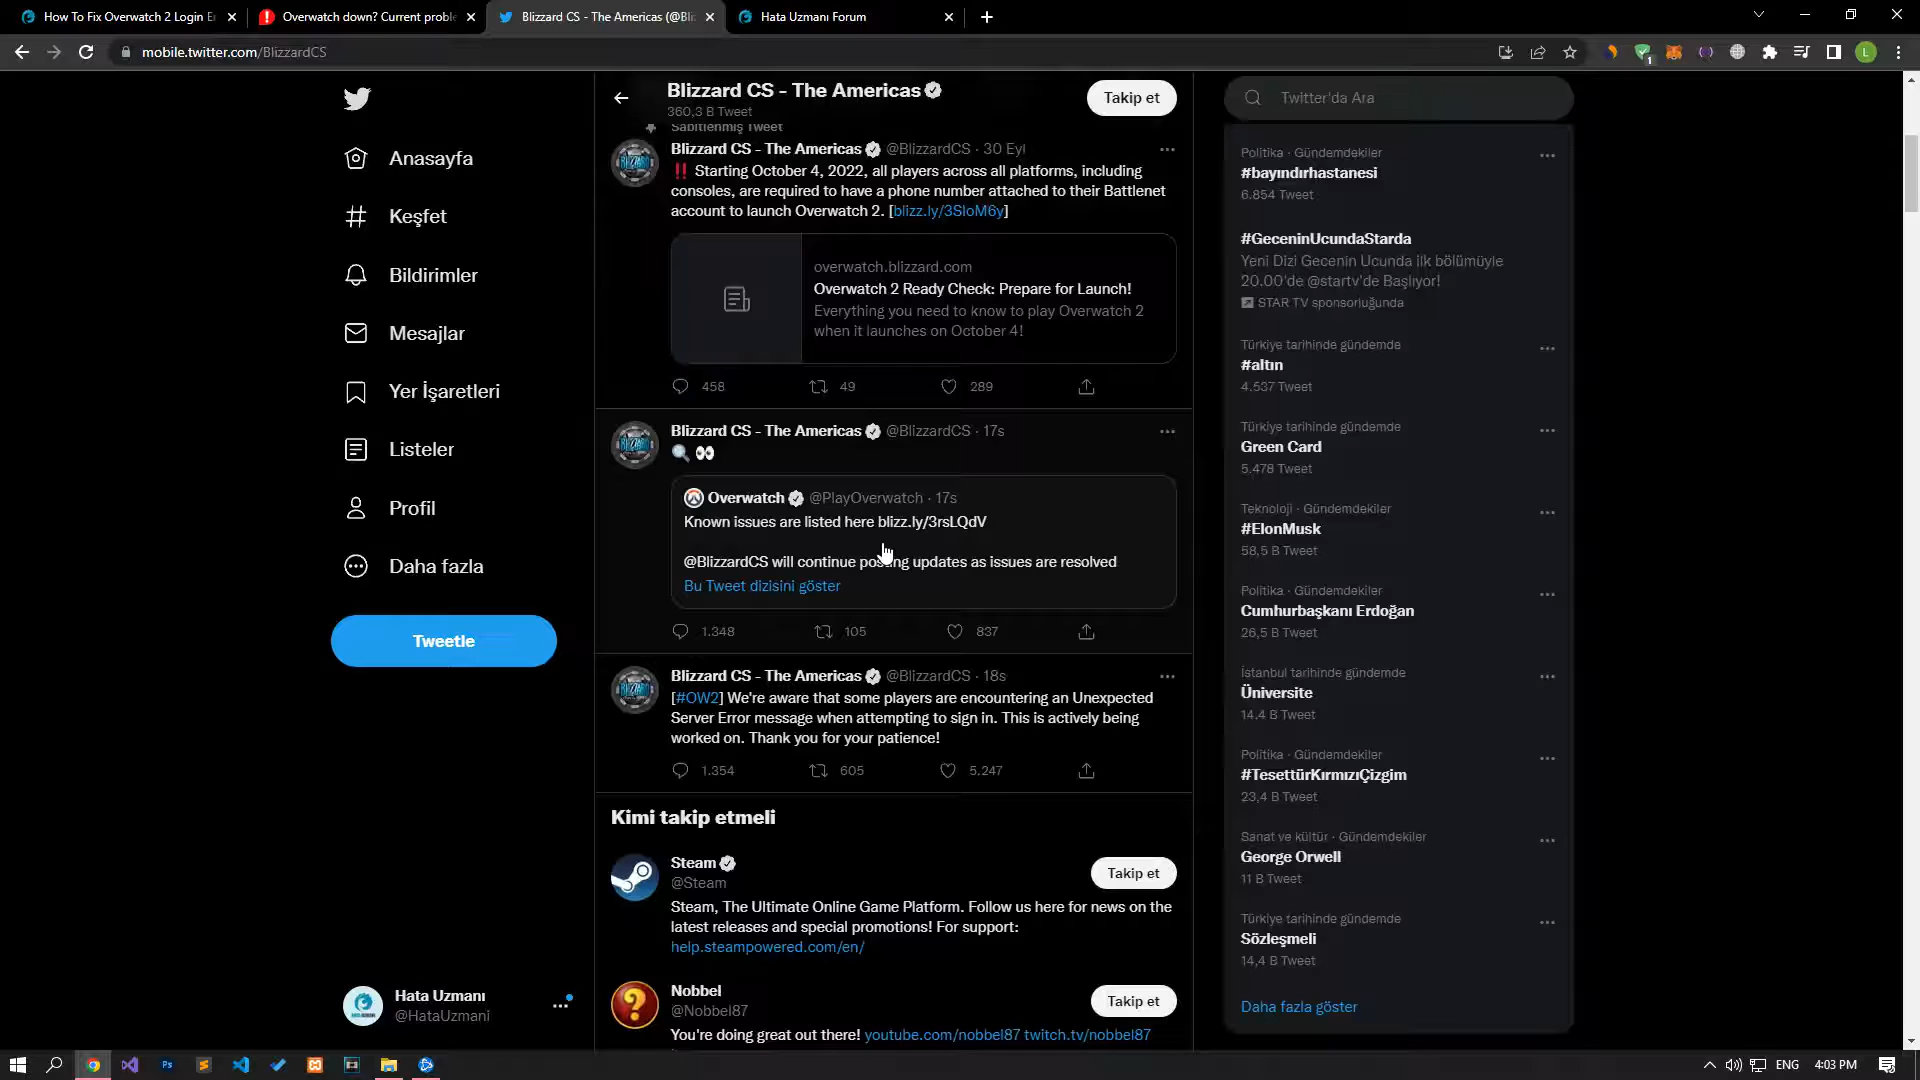 How To Fix Overwatch 2 Login E
Overwatch down? Current proble
Blizzard CS - The Americas (@Bli
Hata Uzmanı Forum
mobile.twitter.com/BlizzardCS
1
L
Anasayfa
Keşfet
Bildirimler
Mesajlar
Yer İşaretleri
Listeler
Profil
Daha fazla
Tweetle
Hata Uzmanı
@HataUzmani
Blizzard CS - The Americas
360,3 B Tweet
Takip et
Sabitlenmiş Tweet
Blizzard CS - The Americas @BlizzardCS · 30 Eyl
‼ Starting October 4, 2022, all players across all platforms, including
consoles, are required to have a phone number attached to their Battlenet
account to launch Overwatch 2. [blizz.ly/3SIoM6y]
overwatch.blizzard.com
Overwatch 2 Ready Check: Prepare for Launch!
Everything you need to know to play Overwatch 2
when it launches on October 4!
458 49 289
Blizzard CS - The Americas @BlizzardCS · 17s
🔍 👀
Overwatch @PlayOverwatch · 17s
Known issues are listed here blizz.ly/3rsLQdV
@BlizzardCS will continue posting updates as issues are resolved
Bu Tweet dizisini göster
1.348 105 837
Blizzard CS - The Americas @BlizzardCS · 18s
[#OW2] We're aware that some players are encountering an Unexpected
Server Error message when attempting to sign in. This is actively being
worked on. Thank you for your patience!
1.354 605 5.247
Kimi takip etmeli
Steam
@Steam
Takip et
Steam, The Ultimate Online Game Platform. Follow us here for news on the
latest releases and special promotions! For support:
help.steampowered.com/en/
Nobbel
@Nobbel87
Takip et
You're doing great out there! youtube.com/nobbel87 twitch.tv/nobbel87
Twitter'da Ara
Politika · Gündemdekiler
#bayındırhastanesi
6.854 Tweet
#GeceninUcundaStarda
Yeni Dizi Gecenin Ucunda ilk bölümüyle
20.00'de @startv'de Başlıyor!
STAR TV sponsorluğunda
Türkiye tarihinde gündemde
#altın
4.537 Tweet
Türkiye tarihinde gündemde
Green Card
5.478 Tweet
Teknoloji · Gündemdekiler
#ElonMusk
58,5 B Tweet
Politika · Gündemdekiler
Cumhurbaşkanı Erdoğan
26,5 B Tweet
İstanbul tarihinde gündemde
Üniversite
14,4 B Tweet
Politika · Gündemdekiler
#TesettürKırmızıÇizgim
23,4 B Tweet
Sanat ve kültür · Gündemdekiler
George Orwell
11 B Tweet
Türkiye tarihinde gündemde
Sözleşmeli
14,4 B Tweet
Daha fazla göster
Ps
ENG
4:03 PM